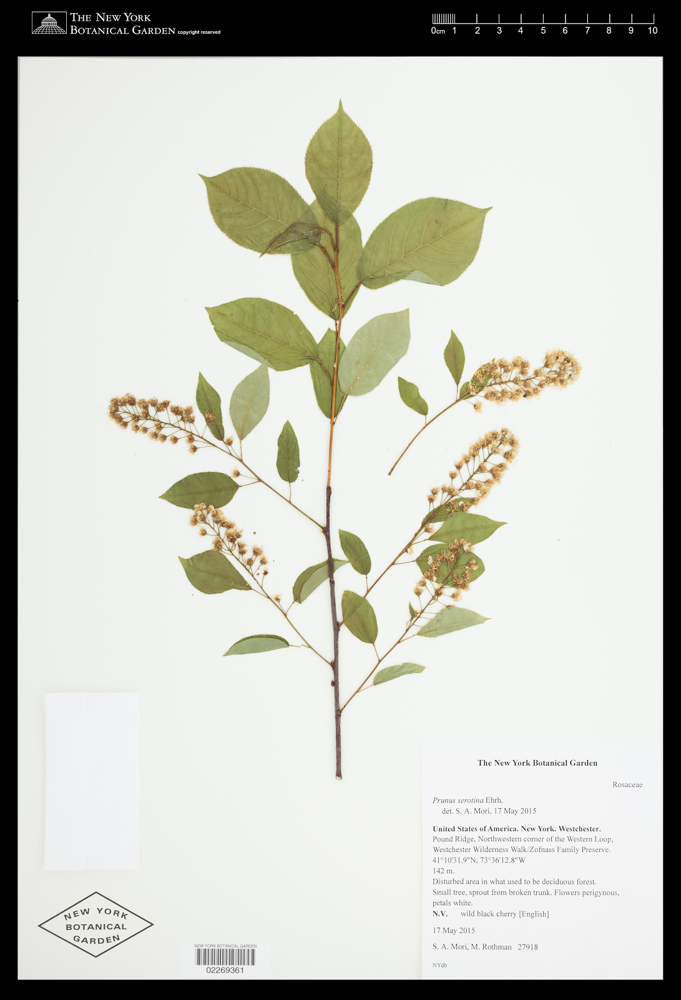 THE NEW YORK
BOTANICAL GARDEN copyright reserved
0cm 1 2 3 4 5 6 7 8 9 10
The New York Botanical Garden
Rosaceae
Prunus serotina Ehrh.
det. S. A. Mori, 17 May 2015
United States of America. New York. Westchester.
Pound Ridge, Northwestern corner of the Western Loop,
Westchester Wilderness Walk/Zofnass Family Preserve.
41°10'31.9"N, 73°36'12.8"W
142 m.
Disturbed area in what used to be deciduous forest.
Small tree, sprout from broken trunk. Flowers perigynous,
petals white.
N.V. wild black cherry [English]
17 May 2015
S. A. Mori, M. Rothman 27918
NYdb
NEW YORK
BOTANICAL
GARDEN
NEW YORK BOTANICAL GARDEN
02269361